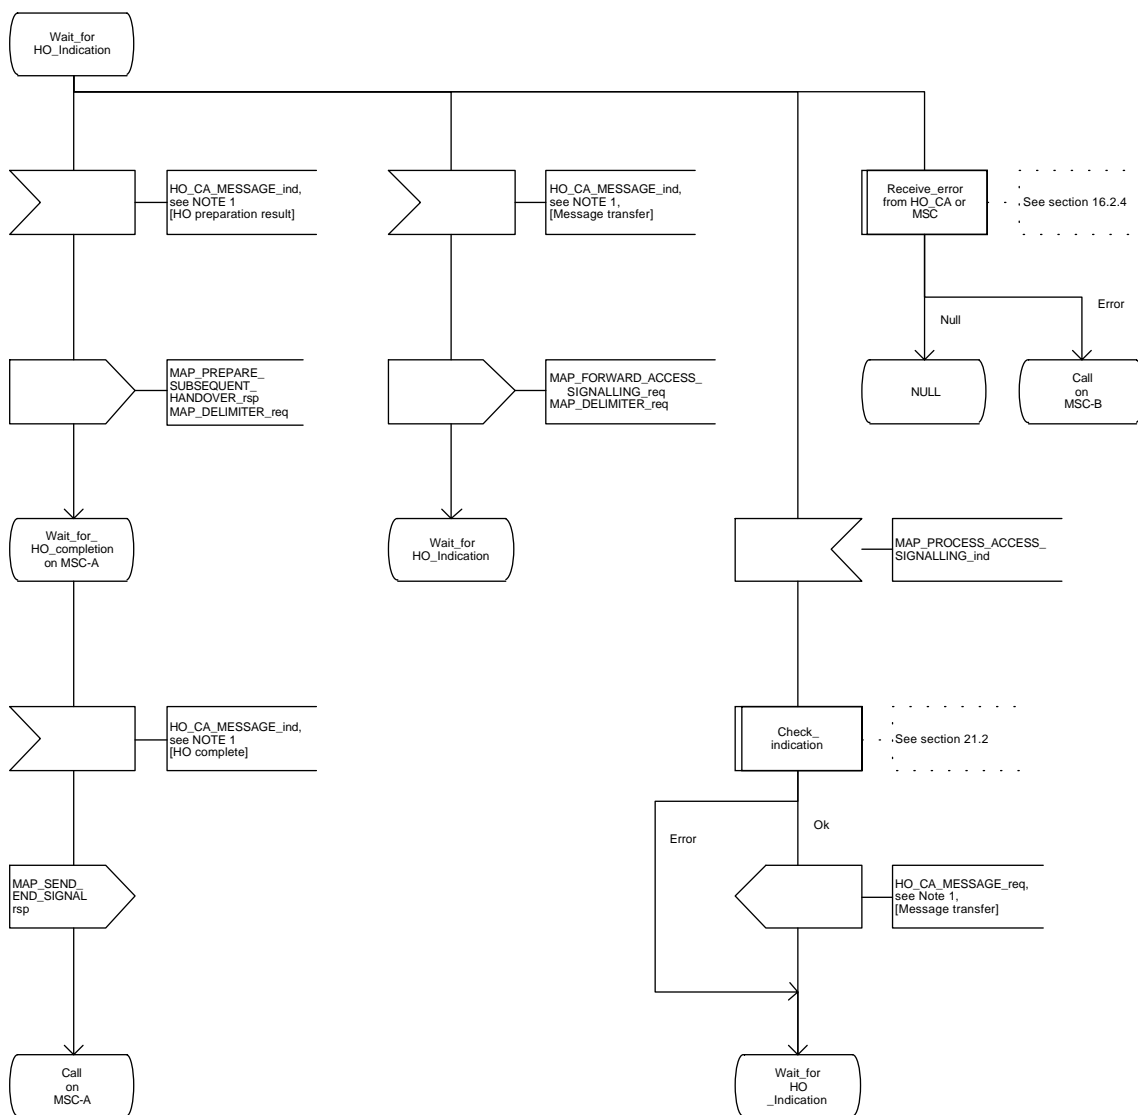 Wait_for
HO_Indication
HO_CA_MESSAGE_ind,
see NOTE 1
[HO preparation result]
HO_CA_MESSAGE_ind,
see NOTE 1,
[Message transfer]
Receive_error
from HO_CA or
MSC
See section 16.2.4
Null
Error
MAP_PREPARE_
SUBSEQUENT_
HANDOVER_rsp
MAP_DELIMITER_req
MAP_FORWARD_ACCESS_
SIGNALLING_req
MAP_DELIMITER_req
NULL
Call
on
MSC-B
Wait_for_
HO_completion
on MSC-A
Wait_for
HO_Indication
MAP_PROCESS_ACCESS_
SIGNALLING_ind
HO_CA_MESSAGE_ind,
see NOTE 1
[HO complete]
Check_
indication
See section 21.2
Error
Ok
MAP_SEND_
END_SIGNAL
rsp
HO_CA_MESSAGE_req,
see Note 1,
[Message transfer]
Call
on
MSC-A
Wait_for
HO
_Indication